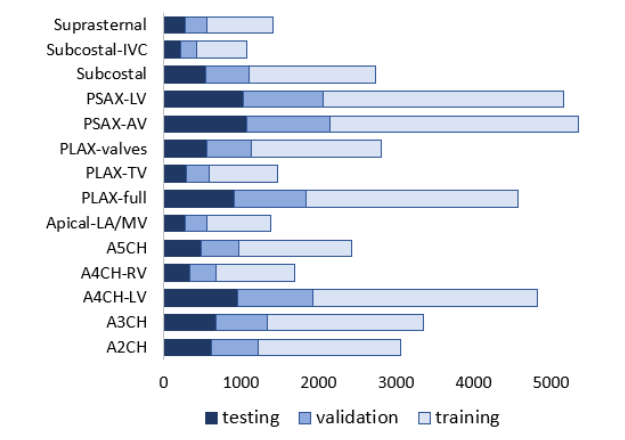 Suprasternal
Subcostal-IVC
Subcostal
PSAX-LV
PSAX-AV
PLAX-valves
PLAX-TV
PLAX-full
Apical-LA/MV
A5CH
A4CH-RV
A4CH-LV
A3CH
A2CH
0 1000 2000 3000 4000 5000
testing validation training